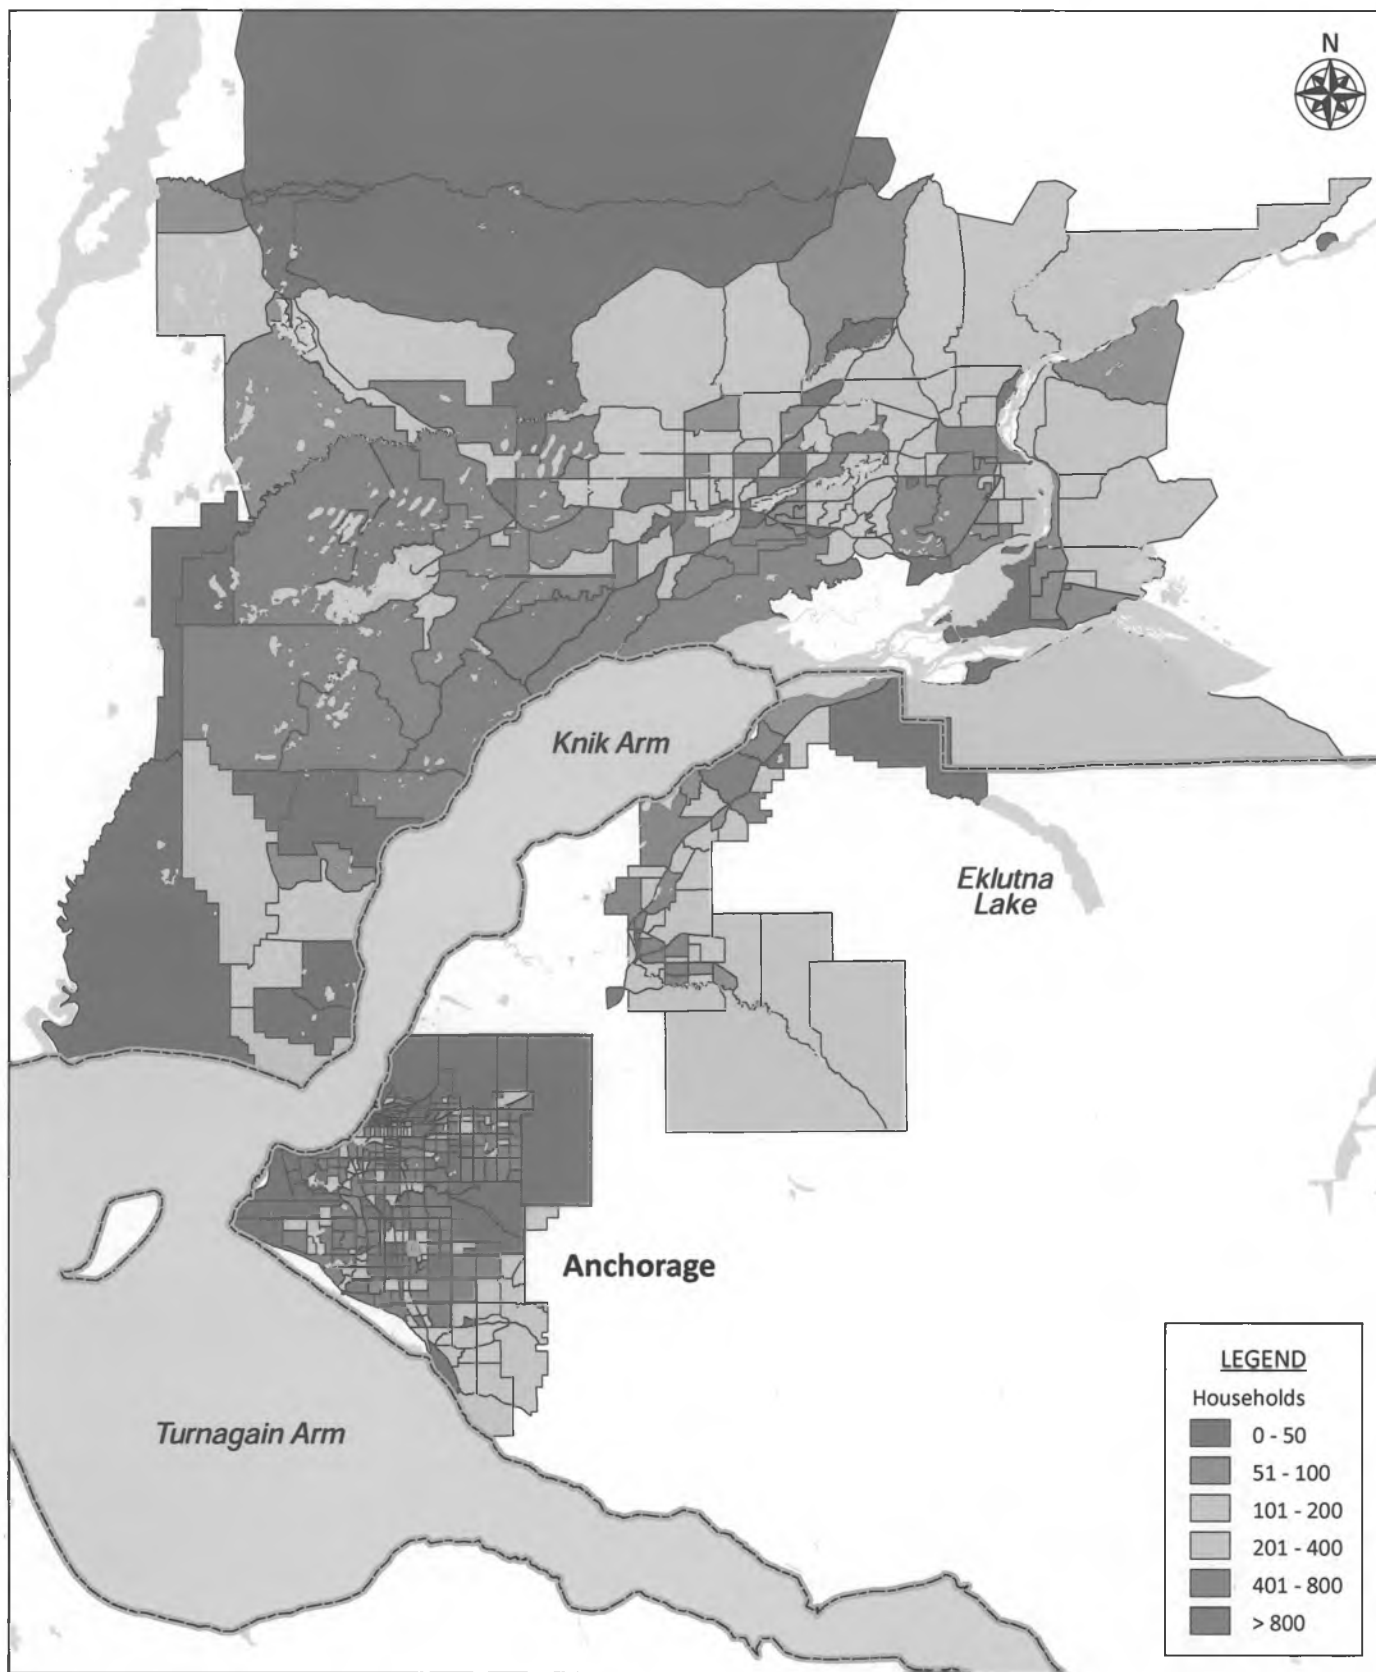 N
Knik Arm
Eklutna
Lake
Anchorage
Turnagain Arm
LEGEND
Households
0 - 50
51 - 100
101 - 200
201 - 400
401 - 800
> 800